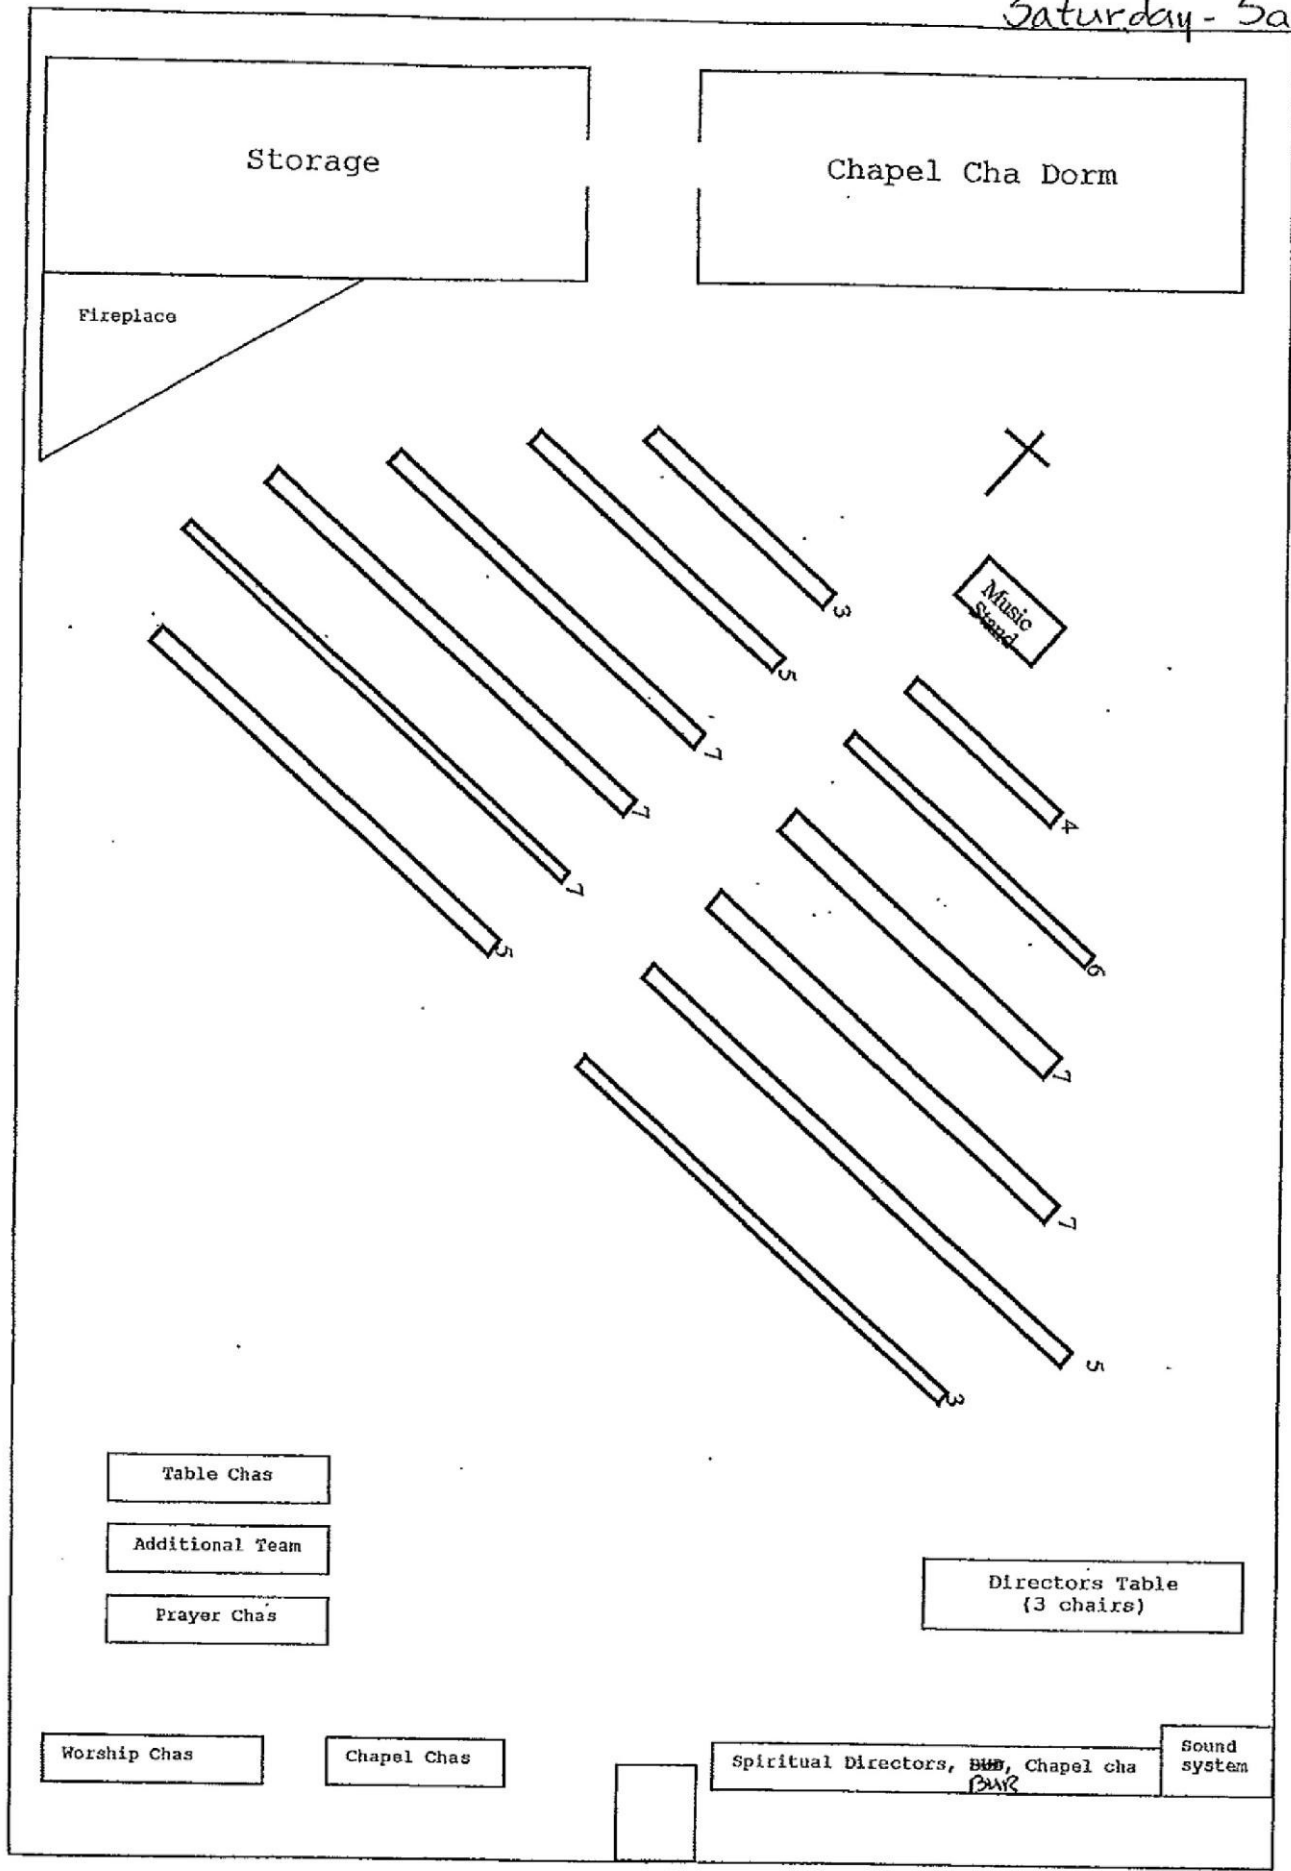 Saturday - Sa
Storage
Chapel Cha Dorm
Fireplace
Music
Stand
3
5
7
7
7
5
4
6
7
7
5
3
Table Chas
Additional Team
Prayer Chas
Directors Table
(3 chairs)
Worship Chas
Chapel Chas
Spiritual Directors, BUD, Chapel cha
BUR
Sound
system